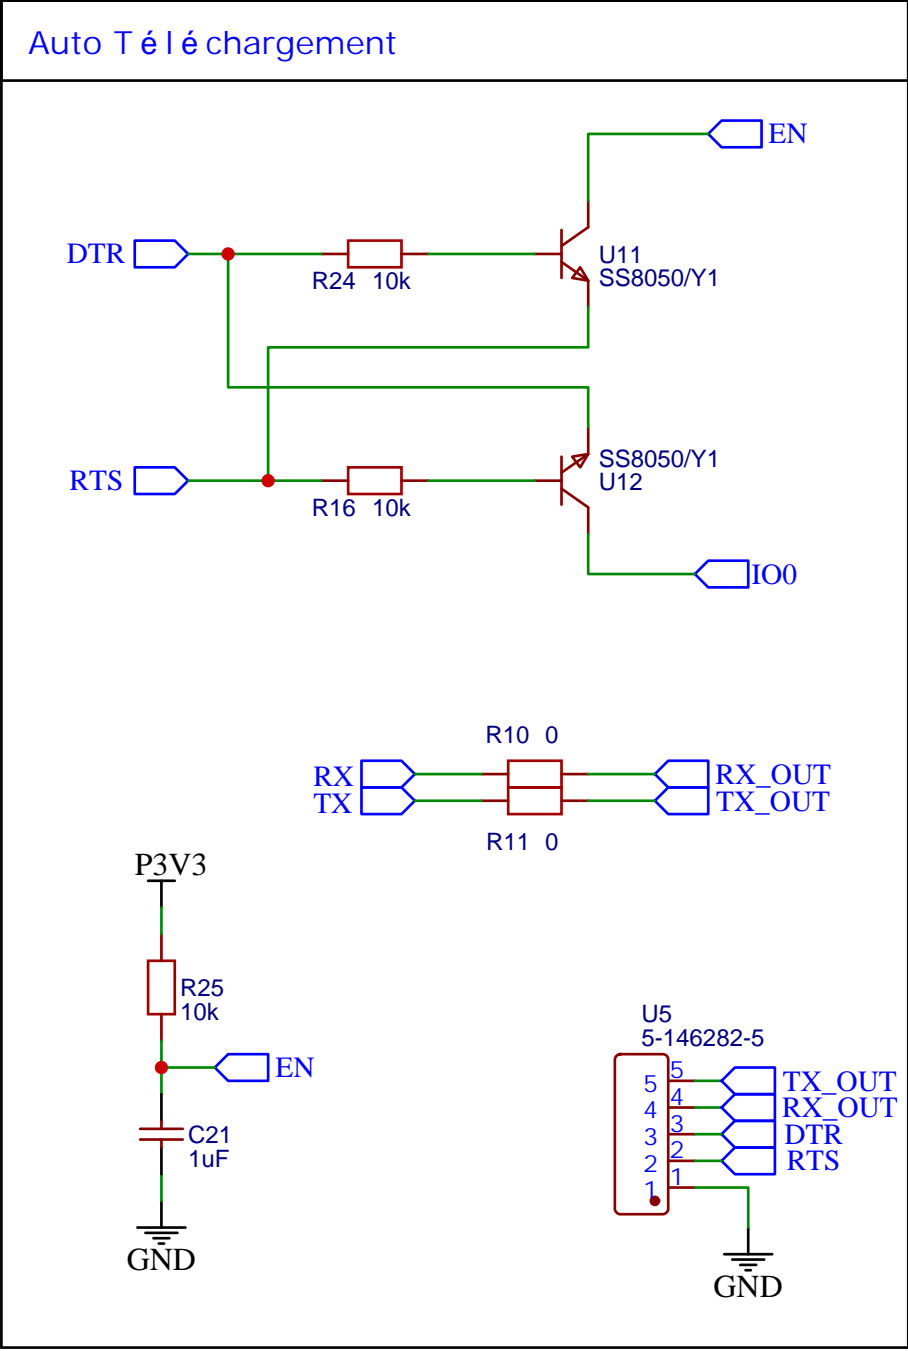 Auto Téléchargement
EN
DTR
R24 10k
U11
SS8050/Y1
RTS
R16 10k
SS8050/Y1
U12
IO0
R10 0
RX
RX_OUT
TX
TX_OUT
R11 0
P3V3
R25
10k
EN
C21
1uF
GND
U5
5-146282-5
5 5 TX_OUT
4 4 RX_OUT
3 3 DTR
2 2 RTS
1 1
GND